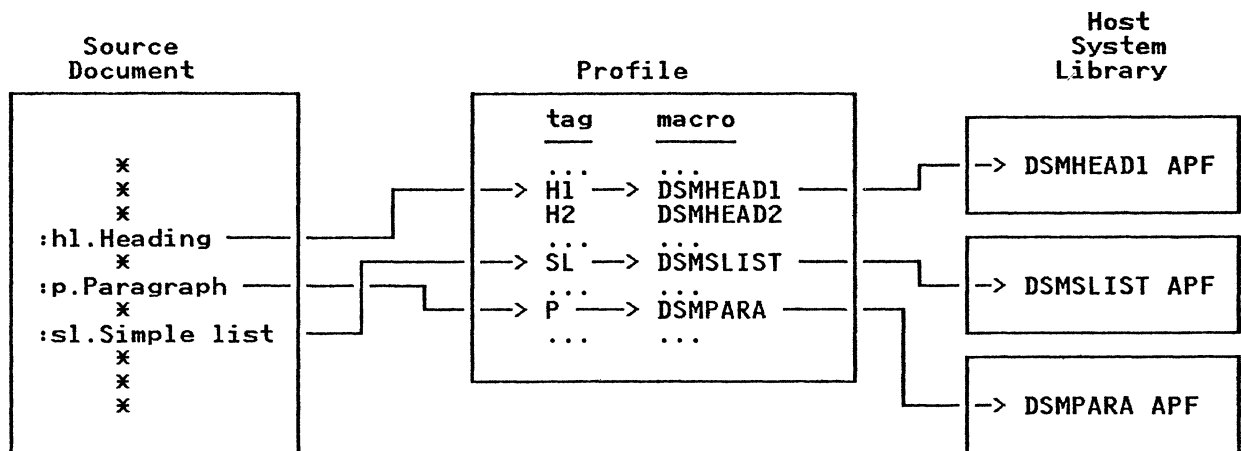 Source
Document
*
*
*
:hl.Heading
*
:p.Paragraph
*
:sl.Simple list
*
*
*
Profile
tag macro
... ...
—> H1 —> DSMHEAD1
H2 DSMHEAD2
... ...
—> SL —> DSMSLIST
... ...
—> P —> DSMPARA
... ...
Host
System
Library
—> DSMHEAD1 APF
—> DSMSLIST APF
—> DSMPARA APF